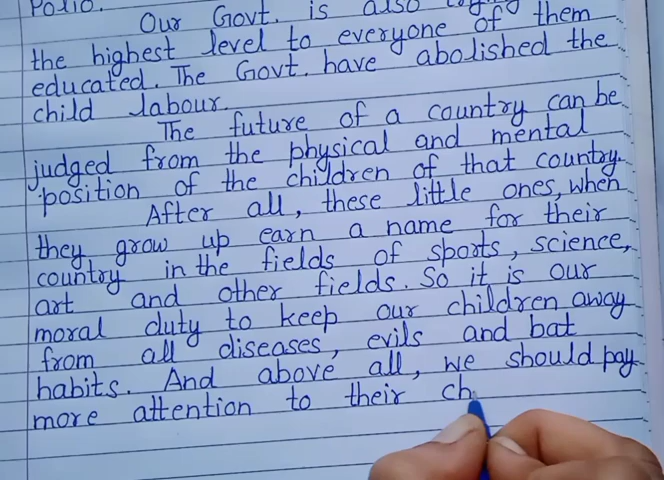 Polio.
Our Govt. is also trying
the highest level to everyone of them
educated. The Govt. have abolished the
child labour.
The future of a country can be
judged from the physical and mental
position of the children of that country.
After all, these little ones, when
they grow up earn a name for their
country in the fields of sports, science,
art and other fields. So it is our
moral duty to keep our children away
from all diseases, evils and bat
habits. And above all, we should pay
more attention to their ch